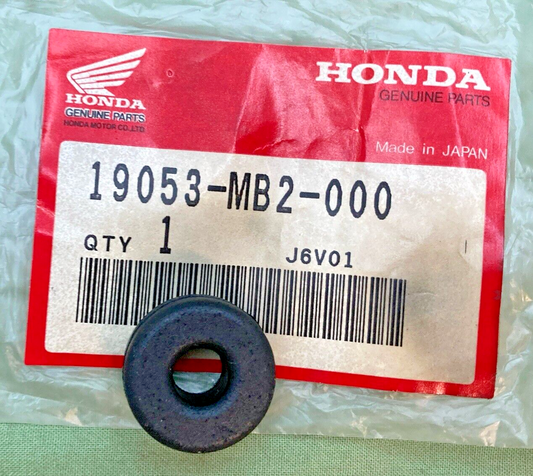 HONDA
GENUINE PARTS
HONDA MOTOR CO.,LTD.
HONDA
GENUINE PARTS
Made in JAPAN
19053-MB2-000
QTY 1
J6V01